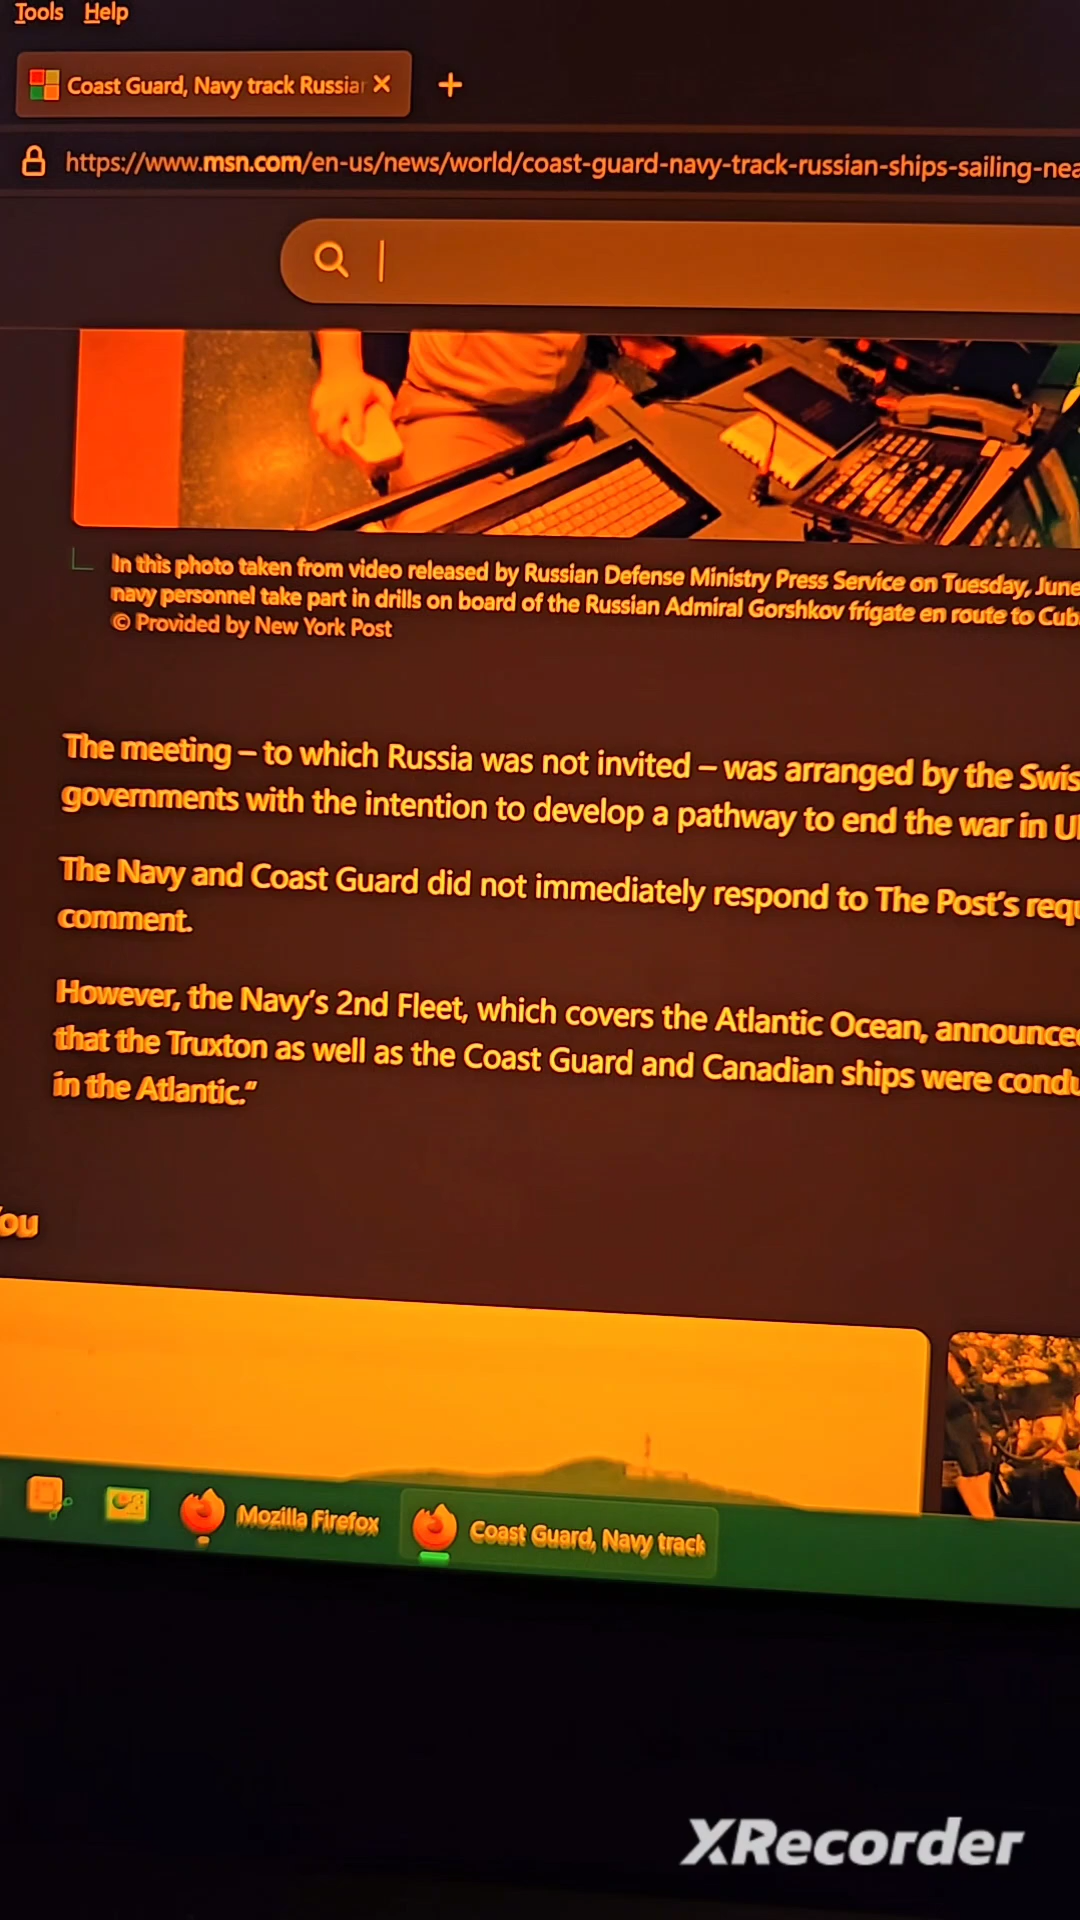 Tools Help
Coast Guard, Navy track Russian
https://www.msn.com/en-us/news/world/coast-guard-navy-track-russian-ships-sailing-nea
In this photo taken from video released by Russian Defense Ministry Press Service on Tuesday, June
navy personnel take part in drills on board of the Russian Admiral Gorshkov frigate en route to Cub
© Provided by New York Post
The meeting – to which Russia was not invited – was arranged by the Swis
governments with the intention to develop a pathway to end the war in U
The Navy and Coast Guard did not immediately respond to The Post's requ
comment.
However, the Navy's 2nd Fleet, which covers the Atlantic Ocean, announced
that the Truxton as well as the Coast Guard and Canadian ships were condu
in the Atlantic."
You
Mozilla Firefox
Coast Guard, Navy track
XRecorder